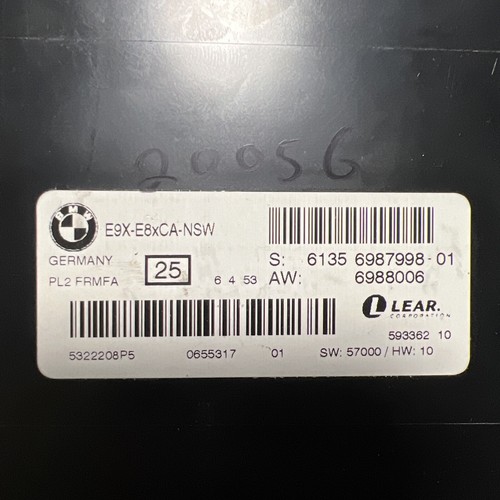 20056
BMW
E9X-E8xCA-NSW
GERMANY
PL2 FRMFA
25
6 4 53
S: 6135 6987998-01
AW: 6988006
LEAR.
CORPORATION
593362 10
5322208P5 0655317 01 SW: 57000 / HW: 10